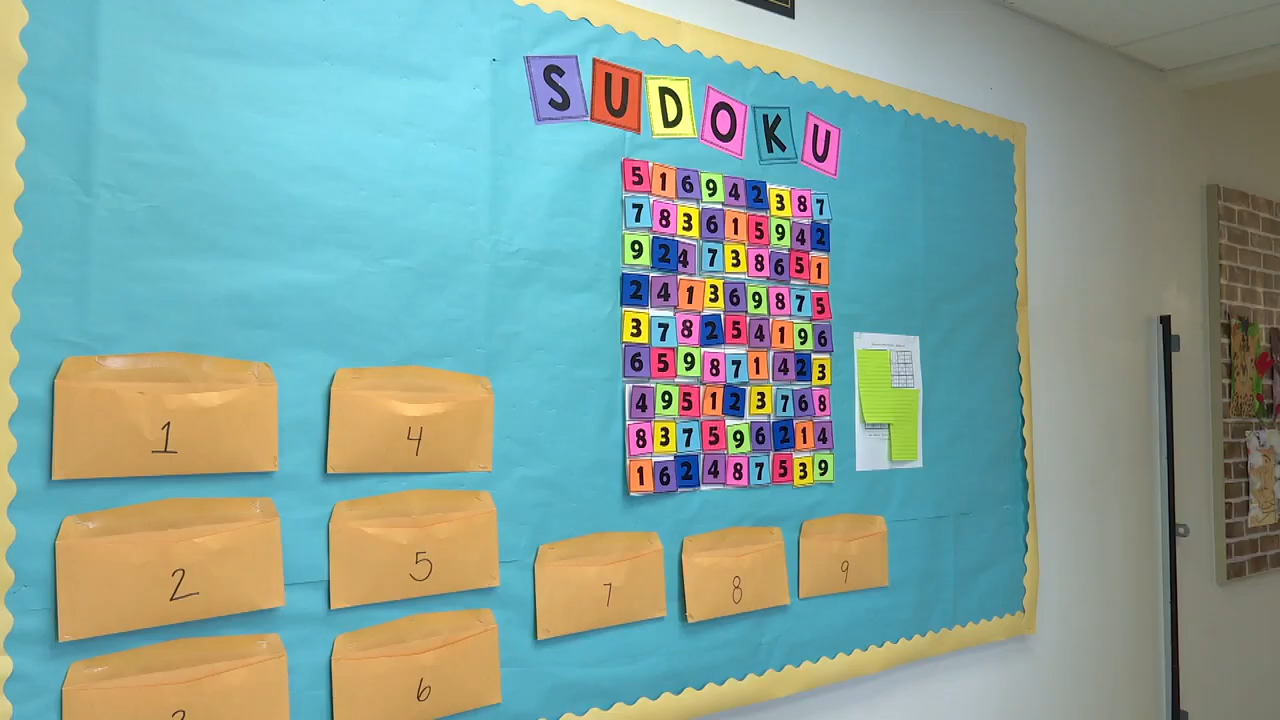 SUDOKU
5 1 6 9 4 2 3 8 7
7 8 3 6 1 5 9 4 2
9 2 4 7 3 8 6 5 1
2 4 1 3 6 9 8 7 5
3 7 8 2 5 4 1 9 6
6 5 9 8 7 1 4 2 3
4 9 5 1 2 3 7 6 8
8 3 7 5 9 6 2 1 4
1 6 2 4 8 7 5 3 9
1
4
2
5
7
8
9
6